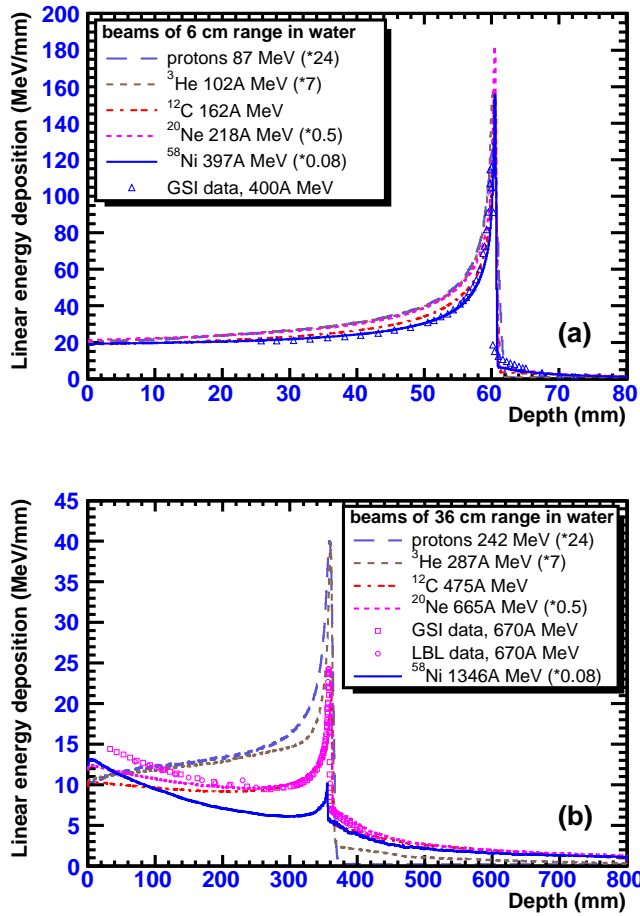 beams of 6 cm range in water
protons 87 MeV (*24)
³He 102A MeV (*7)
¹²C 162A MeV
²⁰Ne 218A MeV (*0.5)
⁵⁸Ni 397A MeV (*0.08)
GSI data, 400A MeV
Linear energy deposition (MeV/mm)
200
180
160
140
120
100
80
60
40
20
0
(a)
0 10 20 30 40 50 60 70 80
Depth (mm)
beams of 36 cm range in water
protons 242 MeV (*24)
³He 287A MeV (*7)
¹²C 475A MeV
²⁰Ne 665A MeV (*0.5)
GSI data, 670A MeV
LBL data, 670A MeV
⁵⁸Ni 1346A MeV (*0.08)
Linear energy deposition (MeV/mm)
45
40
35
30
25
20
15
10
5
0
(b)
0 100 200 300 400 500 600 700 800
Depth (mm)